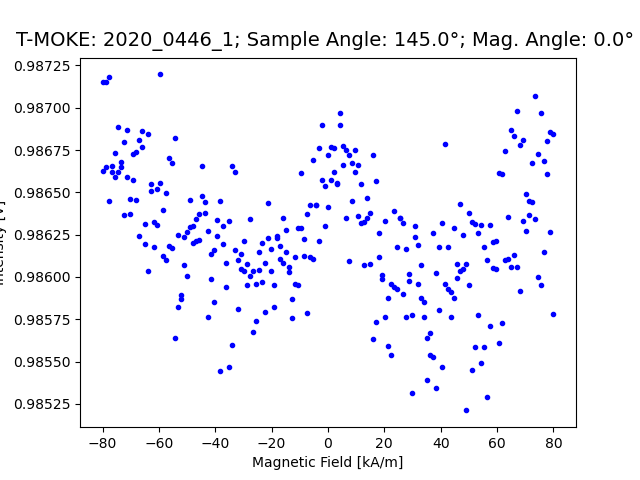 T-MOKE: 2020_0446_1; Sample Angle: 145.0°; Mag. Angle: 0.0°
0.98725
0.98700
0.98675
0.98650
0.98625
0.98600
0.98575
0.98550
0.98525
Intensity [V]
−80 −60 −40 −20 0 20 40 60 80
Magnetic Field [kA/m]